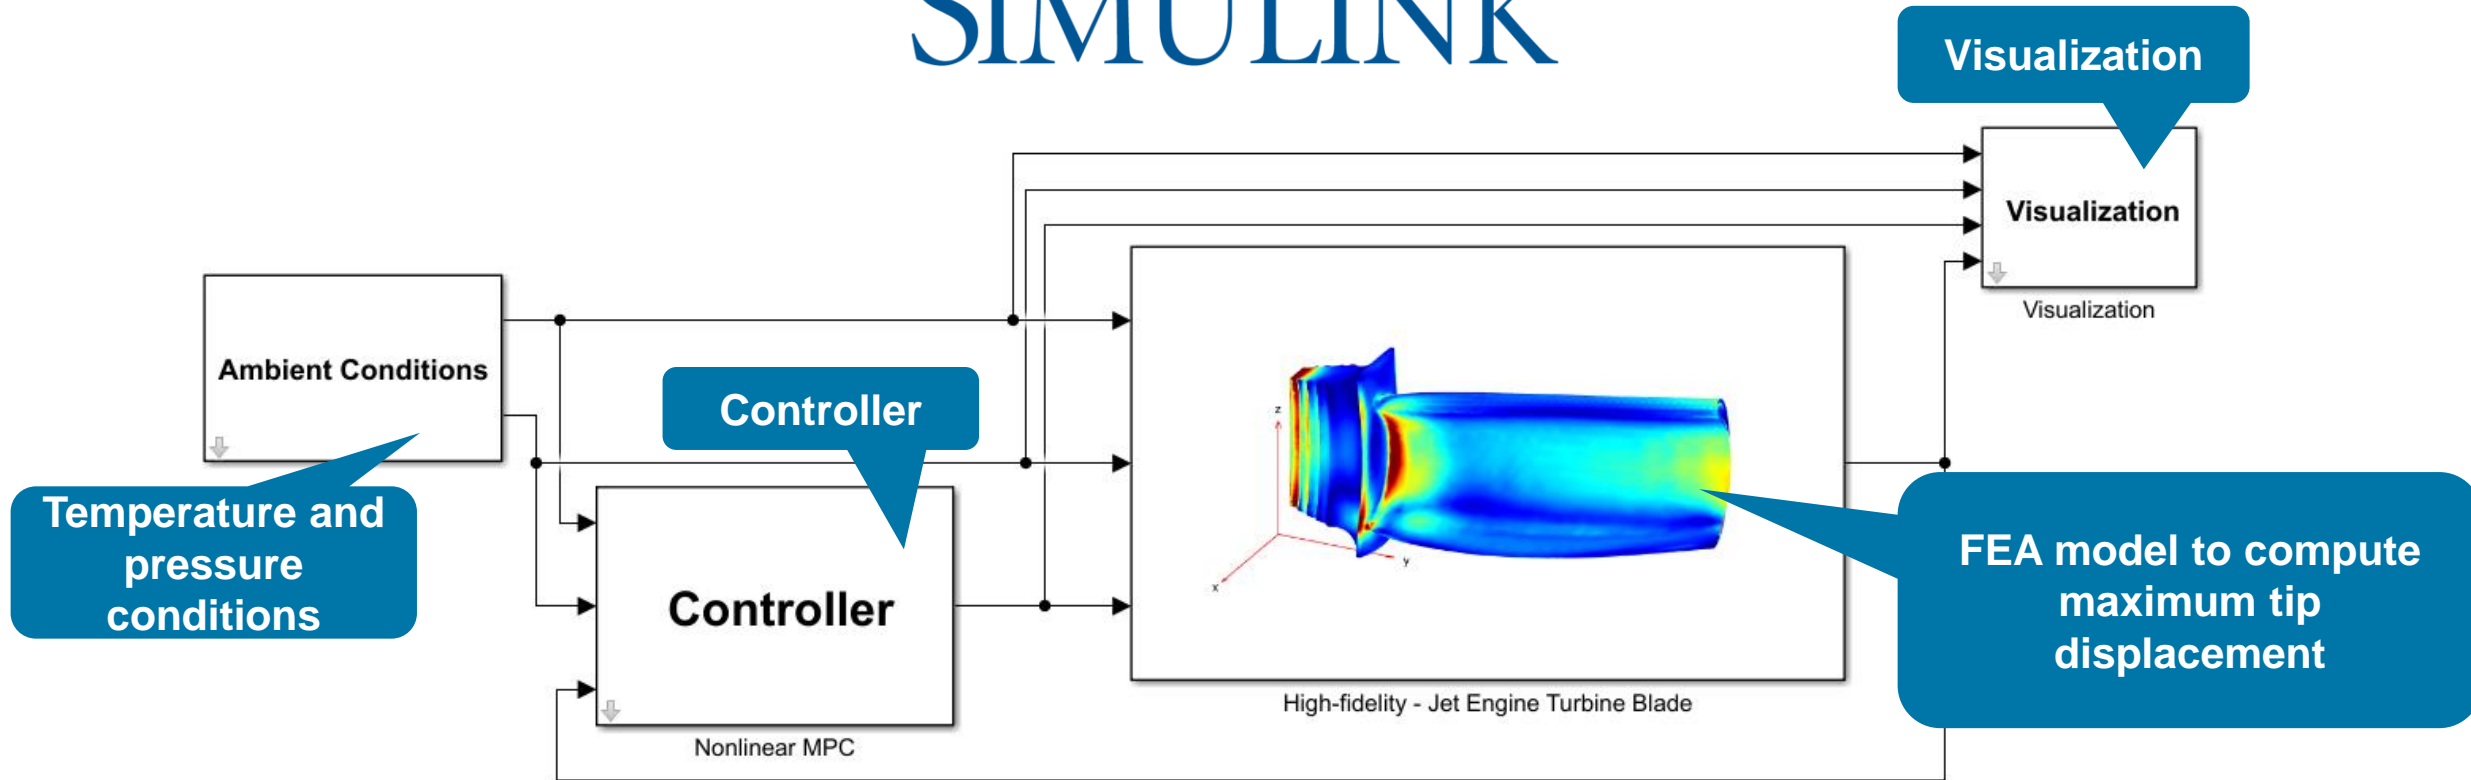 SIMULINK
Visualization
Visualization
Visualization
Ambient Conditions
Temperature and
pressure
conditions
Controller
Controller
Nonlinear MPC
z
y
x
High-fidelity - Jet Engine Turbine Blade
FEA model to compute
maximum tip
displacement